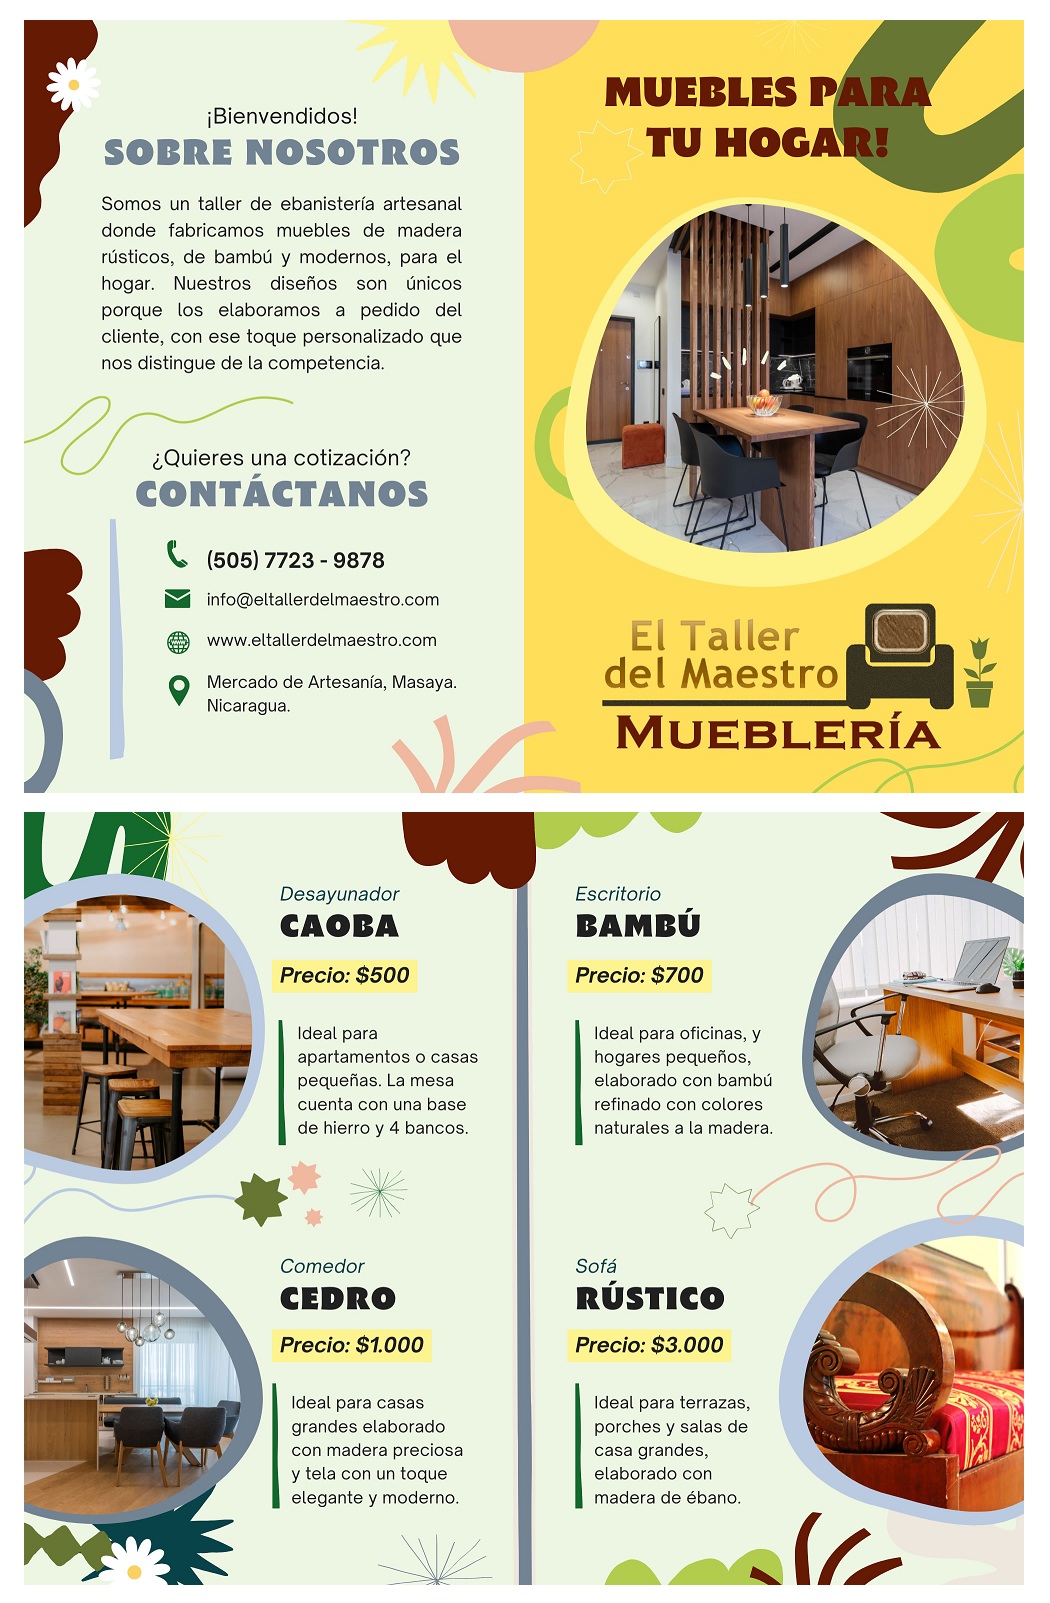 ¡Bienvendidos!
SOBRE NOSOTROS
Somos un taller de ebanistería artesanal
donde fabricamos muebles de madera
rústicos, de bambú y modernos, para el
hogar. Nuestros diseños son únicos
porque los elaboramos a pedido del
cliente, con ese toque personalizado que
nos distingue de la competencia.
¿Quieres una cotización?
CONTÁCTANOS
(505) 7723 - 9878
info@eltallerdelmaestro.com
www.eltallerdelmaestro.com
Mercado de Artesanía, Masaya.
Nicaragua.
MUEBLES PARA
TU HOGAR!
El Taller
del Maestro
MUEBLERÍA
Desayunador
CAOBA
Precio: $500
Ideal para
apartamentos o casas
pequeñas. La mesa
cuenta con una base
de hierro y 4 bancos.
Comedor
CEDRO
Precio: $1.000
Ideal para casas
grandes elaborado
con madera preciosa
y tela con un toque
elegante y moderno.
Escritorio
BAMBÚ
Precio: $700
Ideal para oficinas, y
hogares pequeños,
elaborado con bambú
refinado con colores
naturales a la madera.
Sofá
RÚSTICO
Precio: $3.000
Ideal para terrazas,
porches y salas de
casa grandes,
elaborado con
madera de ébano.